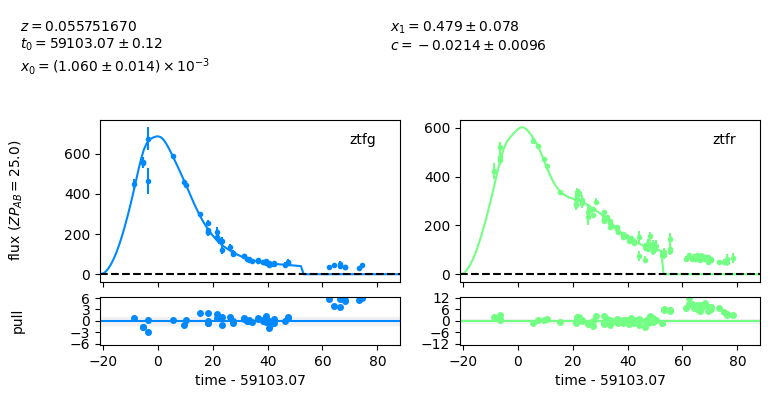 z = 0.055751670
t₀ = 59103.07 ± 0.12
x₀ = (1.060 ± 0.014) × 10⁻³
x₁ = 0.479 ± 0.078
c = −0.0214 ± 0.0096
flux (ZP_AB = 25.0)
600
400
200
0
ztfg
600
400
200
0
ztfr
pull
6
3
0
−3
−6
−20 0 20 40 60 80
time - 59103.07
12
6
0
−6
−12
−20 0 20 40 60 80
time - 59103.07